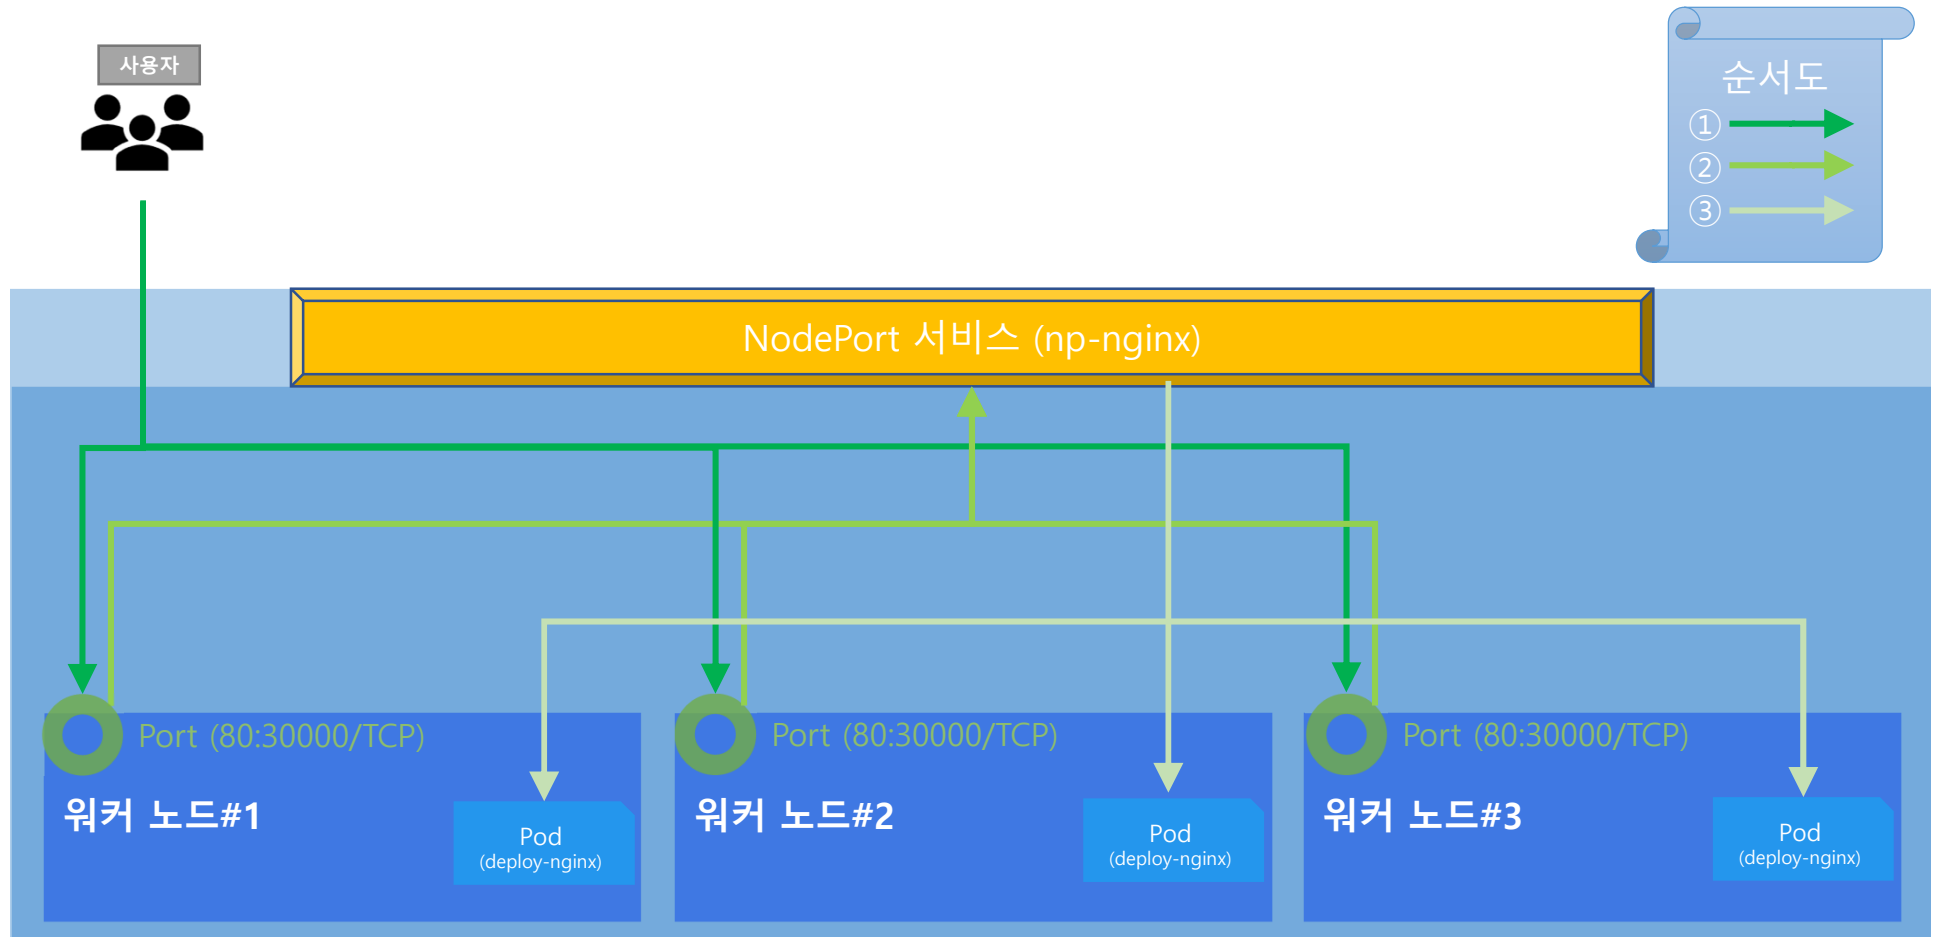 사용자
순서도
①
②
③
NodePort 서비스 (np-nginx)
Port (80:30000/TCP)
워커 노드#1
Pod
(deploy-nginx)
Port (80:30000/TCP)
워커 노드#2
Pod
(deploy-nginx)
Port (80:30000/TCP)
워커 노드#3
Pod
(deploy-nginx)